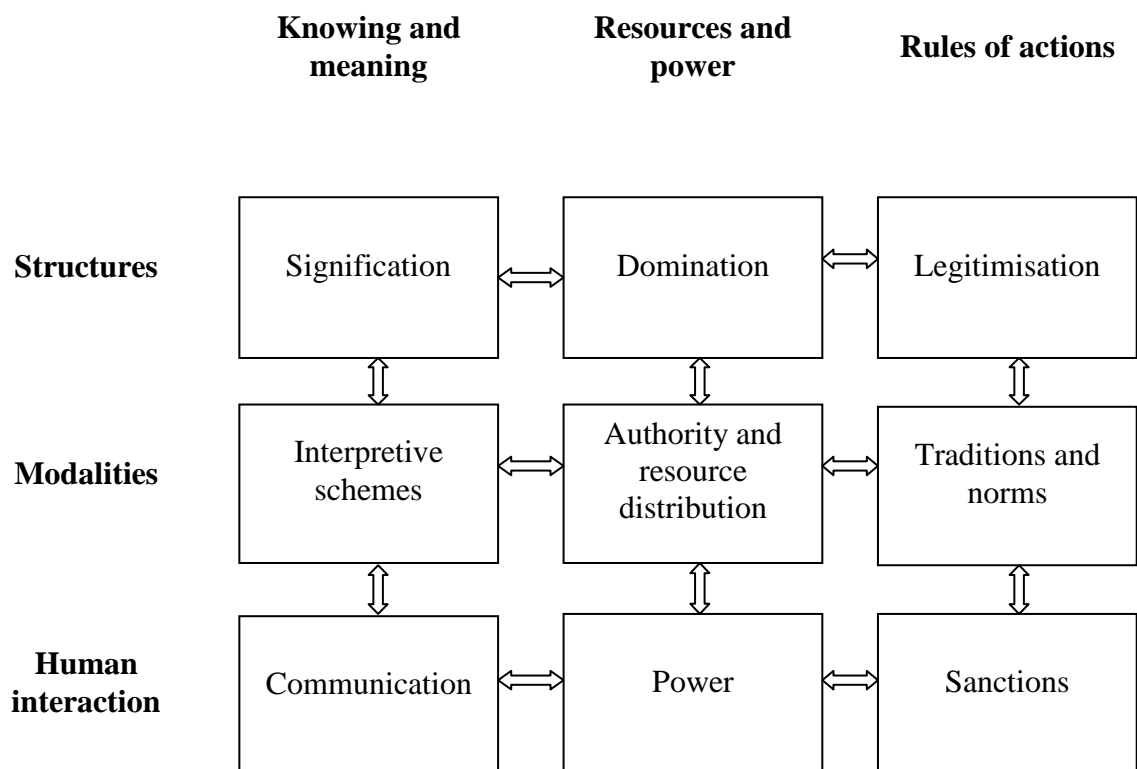 Knowing and
meaning
Resources and
power
Rules of actions
Structures
Signification
Domination
Legitimisation
Modalities
Interpretive
schemes
Authority and
resource
distribution
Traditions and
norms
Human
interaction
Communication
Power
Sanctions